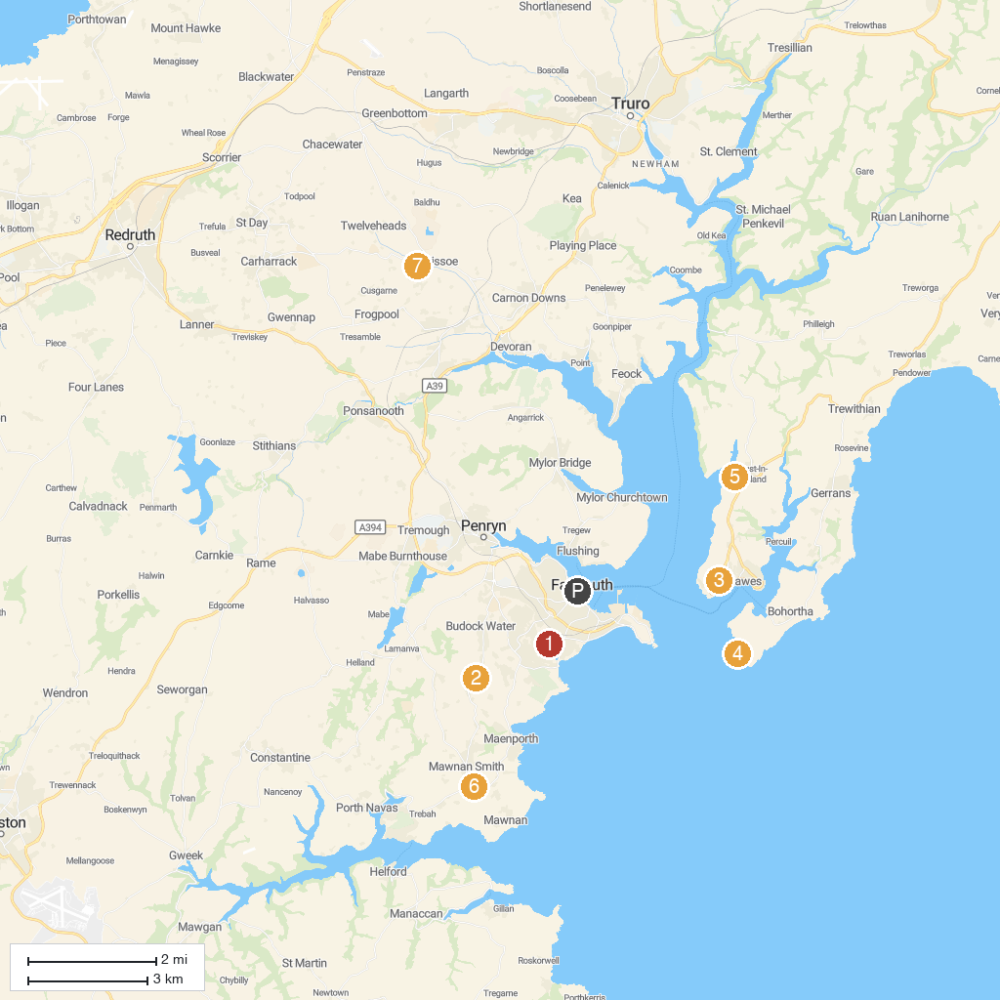 Shortlanesend
Porthtowan
Mount Hawke
Trelowthas
Tresillian
Menagissey
Blackwater
Penstraze
Boscolla
Truro
Langarth
Coosebean
Mawla
Greenbottom
Merther
Cambrose
Forge
Wheal Rose
Chacewater
Newbridge
St. Clement
Scorrier
Hugus
NEWHAM
Gare
Calenick
Todpool
Kea
Illogan
Baldhu
St. Michael
Penkevil
Ruan Lanihorne
St Day
Trefula
Twelveheads
Redruth
Old Kea
Playing Place
Busveal
Carharrack
7
issoe
Coombe
Pool
Cusgarne
Penelewey
Treworga
Carnon Downs
Gwennap
Frogpool
Lanner
Goonpiper
Philleigh
Treviskey
Tresamble
Piece
Devoran
Treworlas
Point
Pendower
Feock
A39
Four Lanes
Ponsanooth
Trewithian
Angarrick
Goonlaze
Stithians
Rosevine
Mylor Bridge
5
Carthew
Gerrans
Mylor Churchtown
Calvadnack
Penmarth
A394
Penryn
Tremough
Tregew
Burras
Percuil
Flushing
Carnkie
Rame
Mabe Burnthouse
Halwin
3
awes
P
Porkellis
Halvasso
Edgcome
Bohortha
Mabe
Budock Water
1
Lamanva
4
Helland
Hendra
2
Wendron
Seworgan
Maenporth
Treloquithack
Constantine
Mawnan Smith
Trewennack
6
Nancenoy
Tolvan
Boskenwyn
Porth Navas
Trebah
Mawnan
ston
Gweek
Mellangoose
Helford
Gillan
Manaccan
Mawgan
2 mi
St Martin
Roskorwell
3 km
Chybilly
Newtown
Tregarne
Porthkerris